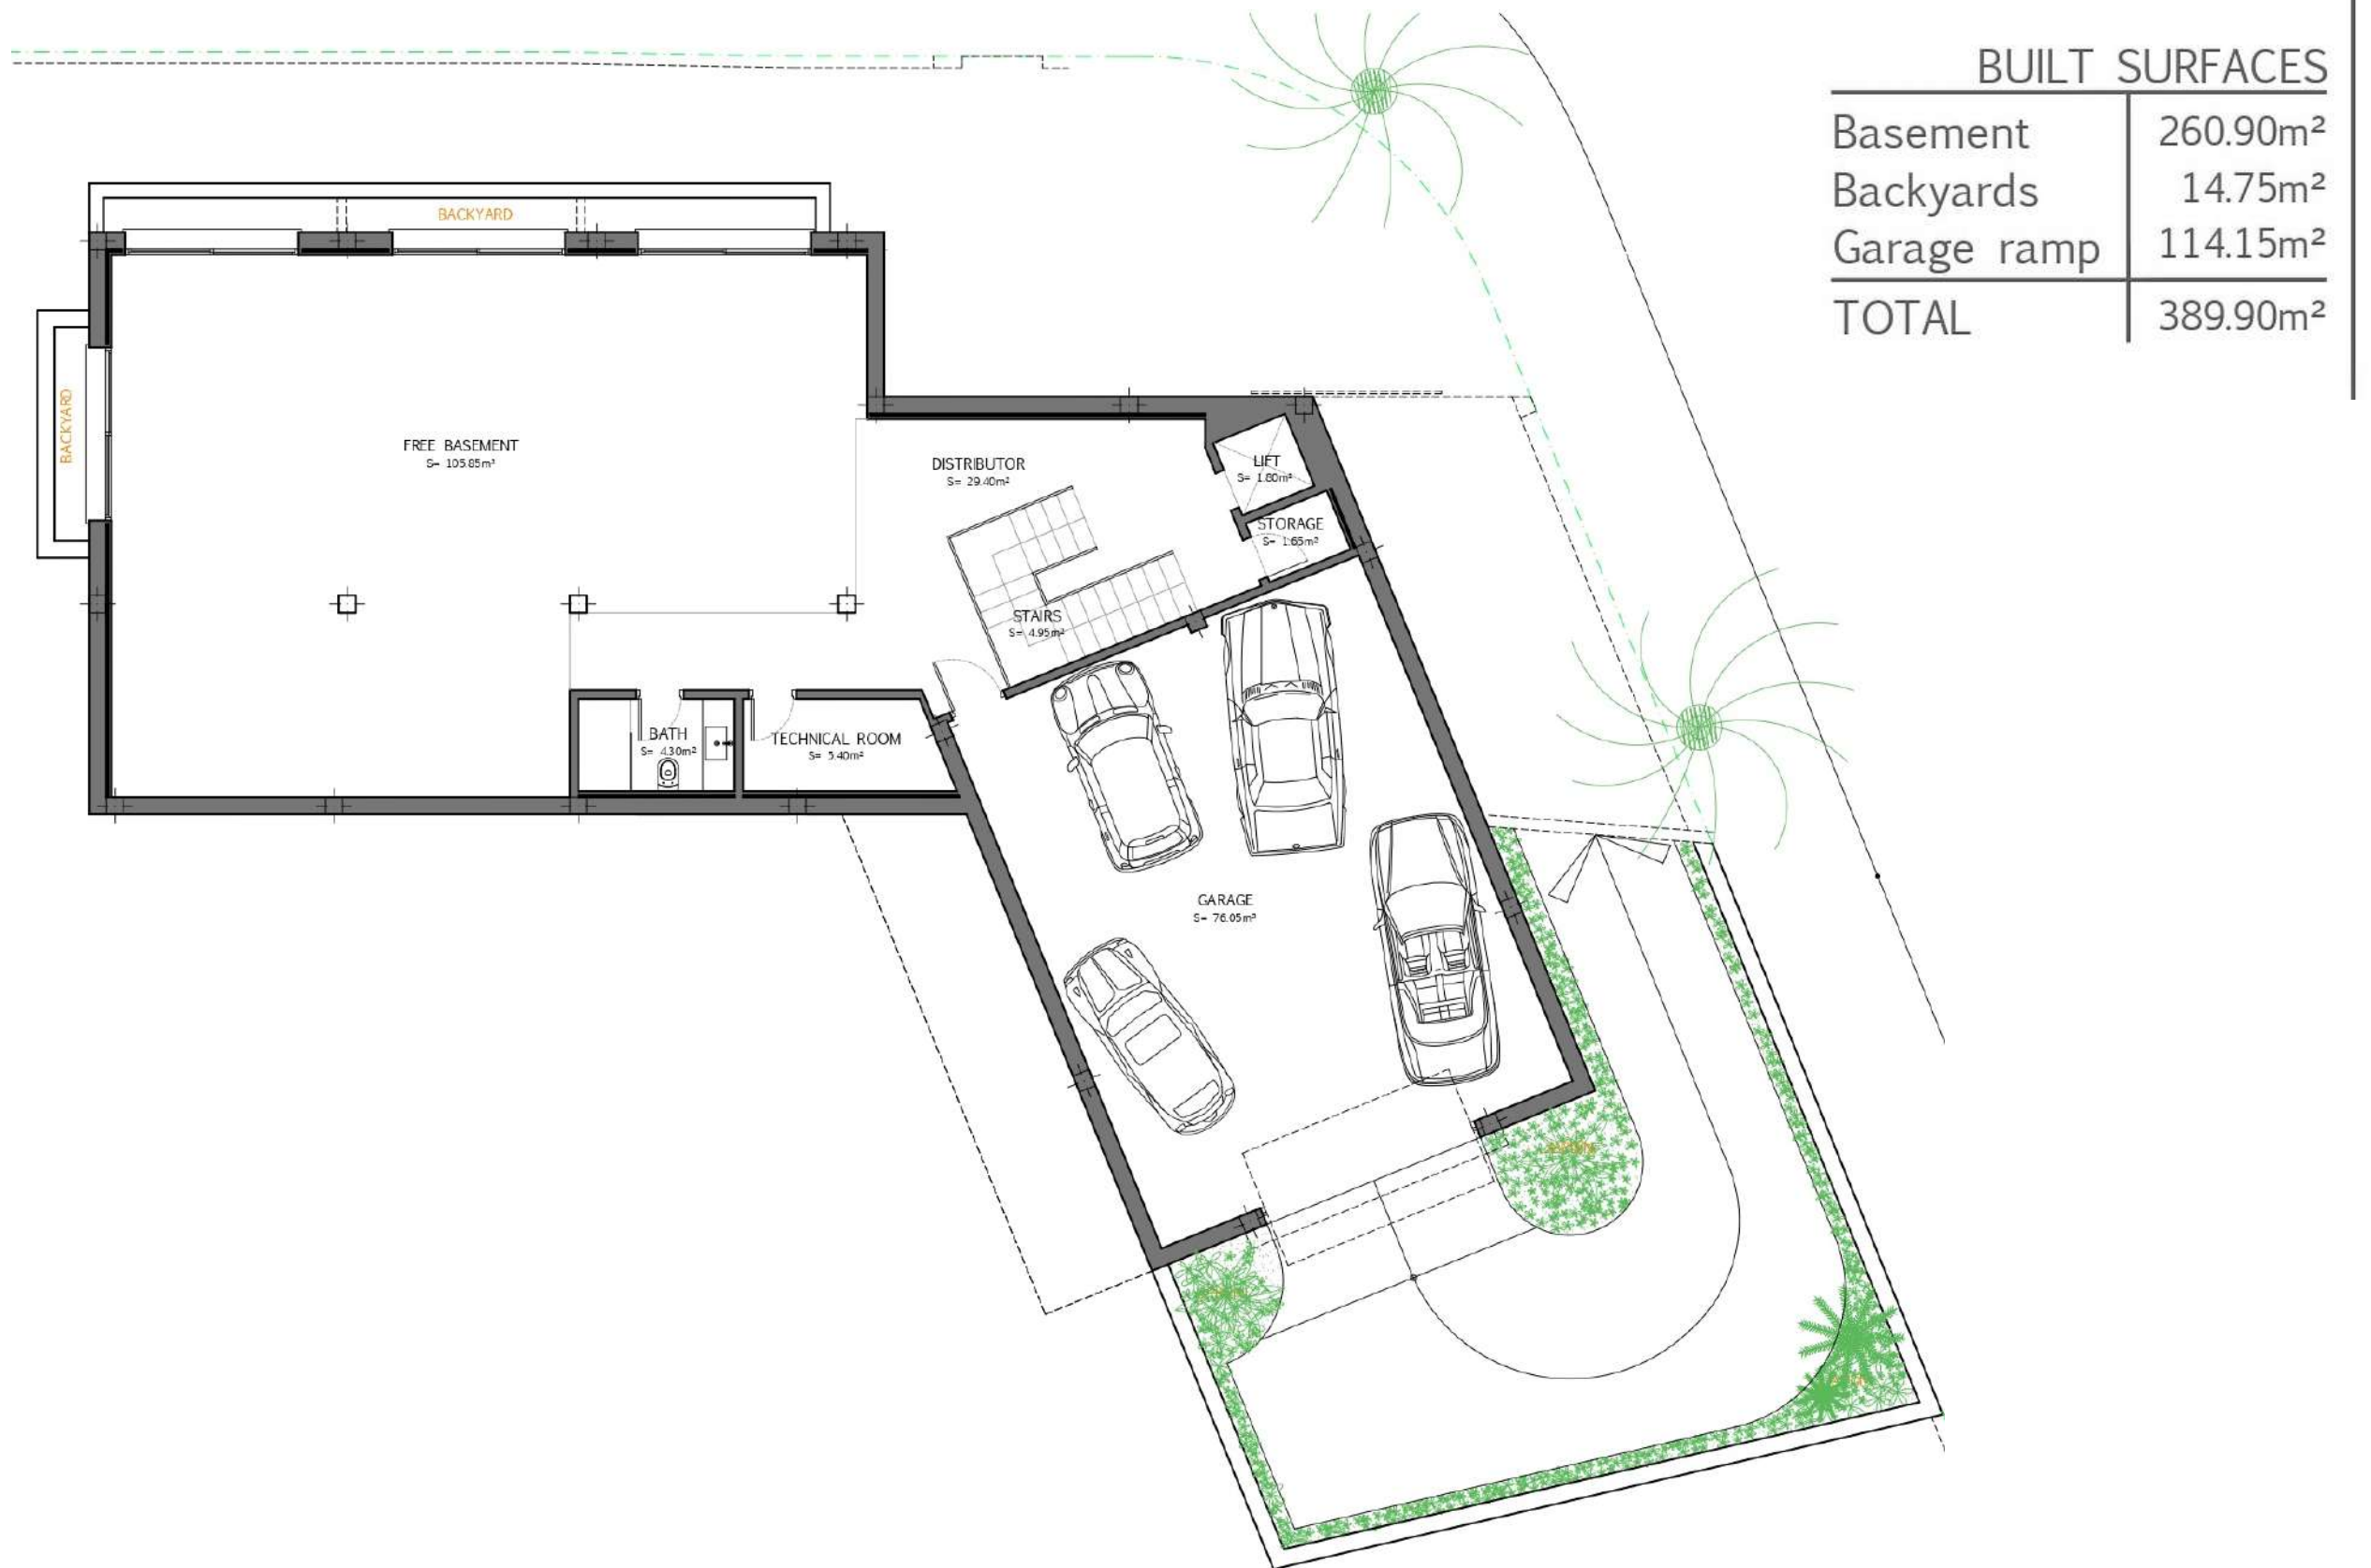 BUILT SURFACES
Basement 260.90m²
Backyards 14.75m²
Garage ramp 114.15m²
TOTAL 389.90m²
BACKYARD
BACKYARD
FREE BASEMENT
S= 105.85m²
DISTRIBUTOR
S= 29.40m²
LIFT
S= 1.80m²
STORAGE
S= 1.65m²
STAIRS
S= 4.95m²
BATH
S= 4.30m²
TECHNICAL ROOM
S= 5.40m²
GARAGE
S= 76.05m²